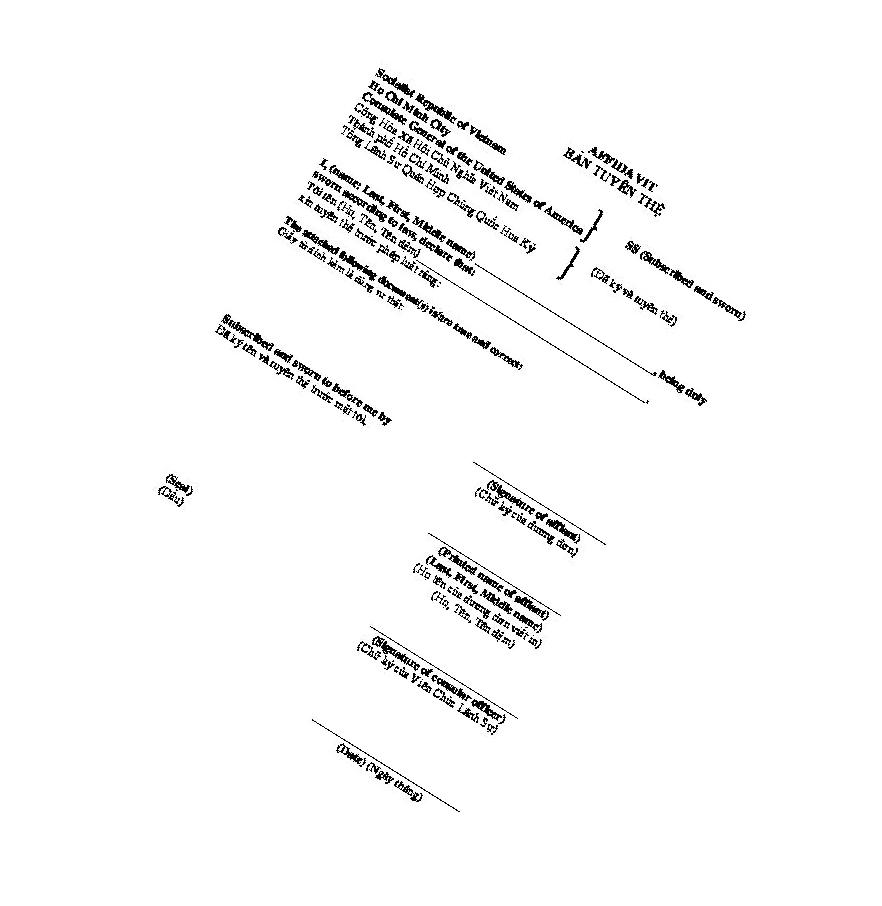 AFFIDAVIT
BẢN TUYÊN THỆ
Socialist Republic of Vietnam
Ho Chi Minh City
Consulate General of the United States of America
Cộng Hòa Xã Hội Chủ Nghĩa Việt Nam
Thành phố Hồ Chí Minh
Tổng Lãnh Sự Quán Hợp Chủng Quốc Hoa Kỳ
}
}
SS (Subscribed and sworn)
(Đã ký và tuyên thệ)
I, (name: Last, First, Middle name) , being duly
sworn according to law, declare that:
Tôi tên (Họ, Tên, Tên đệm) ,
xin tuyên thệ trước pháp luật rằng:
The attached following document(s) is/are true and correct:
Giấy tờ đính kèm là đúng sự thật:
Subscribed and sworn to before me by
Đã ký tên và tuyên thệ trước mặt tôi,
(Seal)
(Dấu)
(Signature of affiant)
(Chữ ký của đương đơn)
(Printed name of affiant)
(Last, First, Middle name)
(Họ tên của đương đơn viết in)
(Họ, Tên, Tên đệm)
(Signature of consular officer)
(Chữ ký của Viên Chức Lãnh Sự)
(Date) (Ngày tháng)